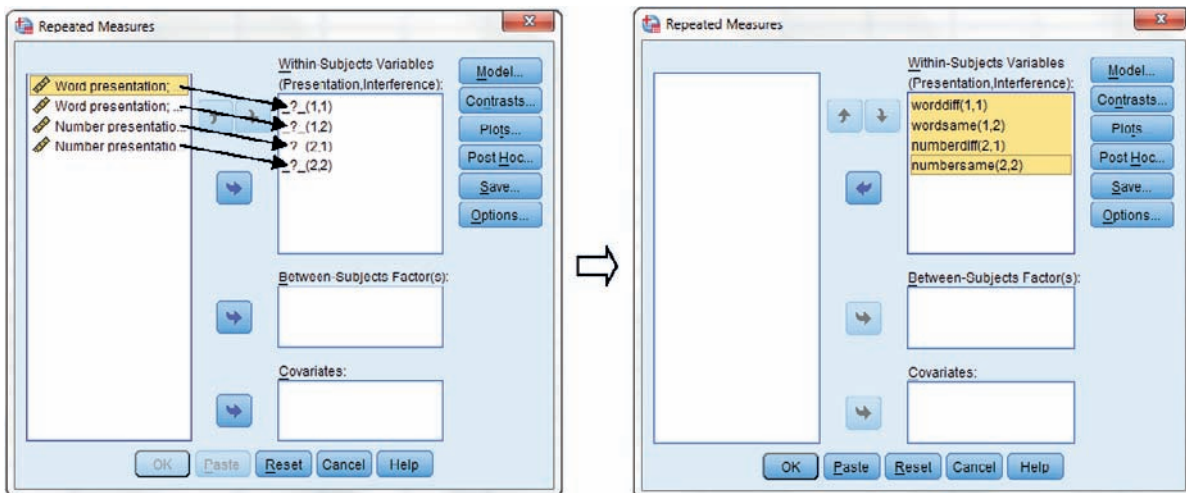 Repeated Measures
Word presentation;
Word presentation; ...
Number presentatio...
Number presentatio
Within-Subjects Variables
(Presentation,Interference):
_?_(1,1)
_?_(1,2)
_?_(2,1)
_?_(2,2)
Model...
Contrasts...
Plots...
Post Hoc...
Save...
Options...
Between-Subjects Factor(s):
Covariates:
OK
Paste
Reset
Cancel
Help
Repeated Measures
Within-Subjects Variables
(Presentation,Interference):
worddiff(1,1)
wordsame(1,2)
numberdiff(2,1)
numbersame(2,2)
Model...
Contrasts...
Plots
Post Hoc...
Save...
Options...
Between-Subjects Factor(s):
Covariates:
OK
Paste
Reset
Cancel
Help